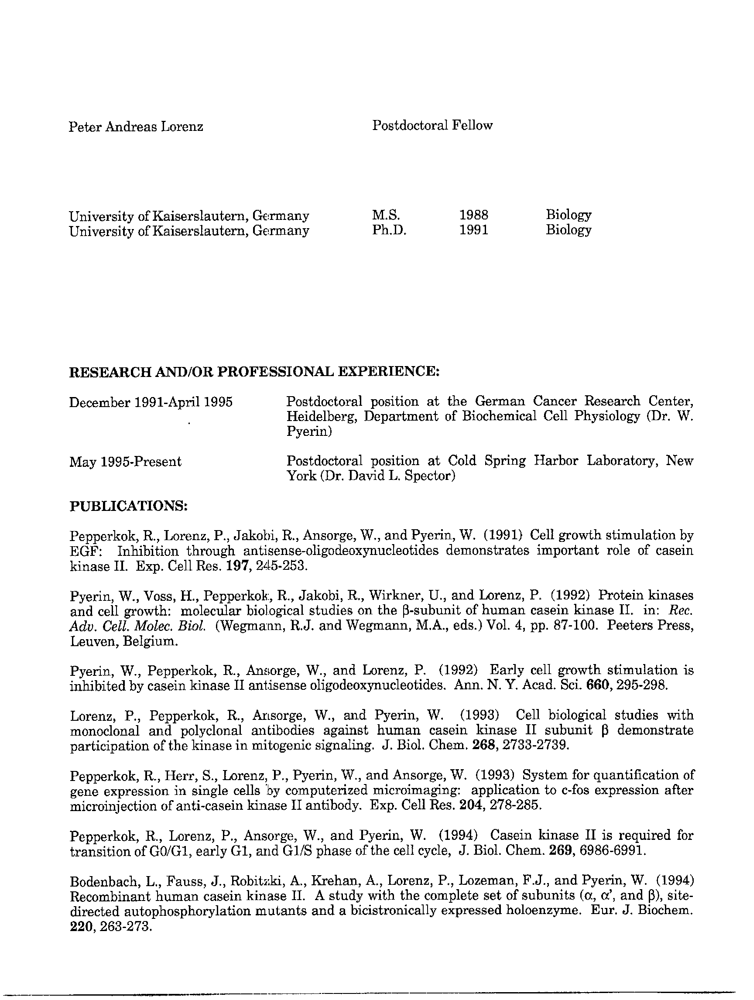 Peter Andreas Lorenz Postdoctoral Fellow
University of Kaiserslautern, Germany M.S. 1988 Biology
University of Kaiserslautern, Germany Ph.D. 1991 Biology
RESEARCH AND/OR PROFESSIONAL EXPERIENCE:
December 1991-April 1995 Postdoctoral position at the German Cancer Research Center,
Heidelberg, Department of Biochemical Cell Physiology (Dr. W.
Pyerin)
May 1995-Present Postdoctoral position at Cold Spring Harbor Laboratory, New
York (Dr. David L. Spector)
PUBLICATIONS:
Pepperkok, R., Lorenz, P., Jakobi, R., Ansorge, W., and Pyerin, W. (1991) Cell growth stimulation by
EGF: Inhibition through antisense-oligodeoxynucleotides demonstrates important role of casein
kinase II. Exp. Cell Res. 197, 245-253.
Pyerin, W., Voss, H., Pepperkok, R., Jakobi, R., Wirkner, U., and Lorenz, P. (1992) Protein kinases
and cell growth: molecular biological studies on the β-subunit of human casein kinase II. in: Rec.
Adv. Cell. Molec. Biol. (Wegmann, R.J. and Wegmann, M.A., eds.) Vol. 4, pp. 87-100. Peeters Press,
Leuven, Belgium.
Pyerin, W., Pepperkok, R., Ansorge, W., and Lorenz, P. (1992) Early cell growth stimulation is
inhibited by casein kinase II antisense oligodeoxynucleotides. Ann. N. Y. Acad. Sci. 660, 295-298.
Lorenz, P., Pepperkok, R., Ansorge, W., and Pyerin, W. (1993) Cell biological studies with
monoclonal and polyclonal antibodies against human casein kinase II subunit β demonstrate
participation of the kinase in mitogenic signaling. J. Biol. Chem. 268, 2733-2739.
Pepperkok, R., Herr, S., Lorenz, P., Pyerin, W., and Ansorge, W. (1993) System for quantification of
gene expression in single cells by computerized microimaging: application to c-fos expression after
microinjection of anti-casein kinase II antibody. Exp. Cell Res. 204, 278-285.
Pepperkok, R., Lorenz, P., Ansorge, W., and Pyerin, W. (1994) Casein kinase II is required for
transition of G0/G1, early G1, and G1/S phase of the cell cycle, J. Biol. Chem. 269, 6986-6991.
Bodenbach, L., Fauss, J., Robitzki, A., Krehan, A., Lorenz, P., Lozeman, F.J., and Pyerin, W. (1994)
Recombinant human casein kinase II. A study with the complete set of subunits (α, α', and β), site-
directed autophosphorylation mutants and a bicistronically expressed holoenzyme. Eur. J. Biochem.
220, 263-273.